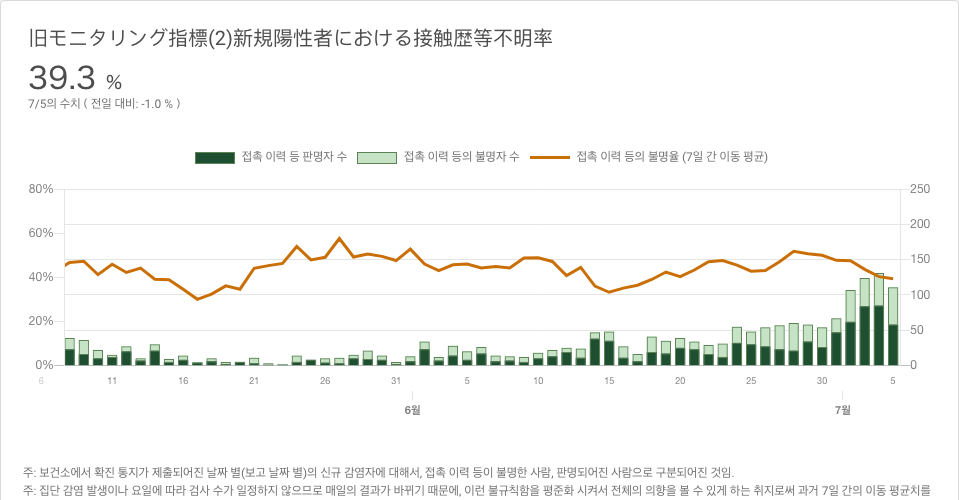 旧モニタリング指標(2)新規陽性者における接触歴等不明率
39.3 %
7/5의 수치 ( 전일 대비: -1.0 % )
접촉 이력 등 판명자 수 접촉 이력 등의 불명자 수 접촉 이력 등의 불명율 (7일 간 이동 평균)
80% 250
200
60%
150
40%
100
20%
50
0% 0
6 11 16 21 26 31 5 10 15 20 25 30 5
6월 7월
주: 보건소에서 확진 통지가 제출되어진 날짜 별(보고 날짜 별)의 신규 감염자에 대해서, 접촉 이력 등이 불명한 사람, 판명되어진 사람으로 구분되어진 것임.
주: 집단 감염 발생이나 요일에 따라 검사 수가 일정하지 않으므로 매일의 결과가 바뀌기 때문에, 이런 불규칙함을 평준화 시켜서 전체의 의향을 볼 수 있게 하는 취지로써 과거 7일 간의 이동 평균치를